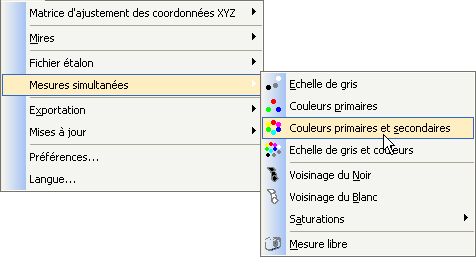 Matrice d'ajustement des coordonnées XYZ
Mires
Fichier étalon
Mesures simultanées
Exportation
Mises à jour
Préférences...
Langue...
Echelle de gris
Couleurs primaires
Couleurs primaires et secondaires
Echelle de gris et couleurs
Voisinage du Noir
Voisinage du Blanc
Saturations
Mesure libre